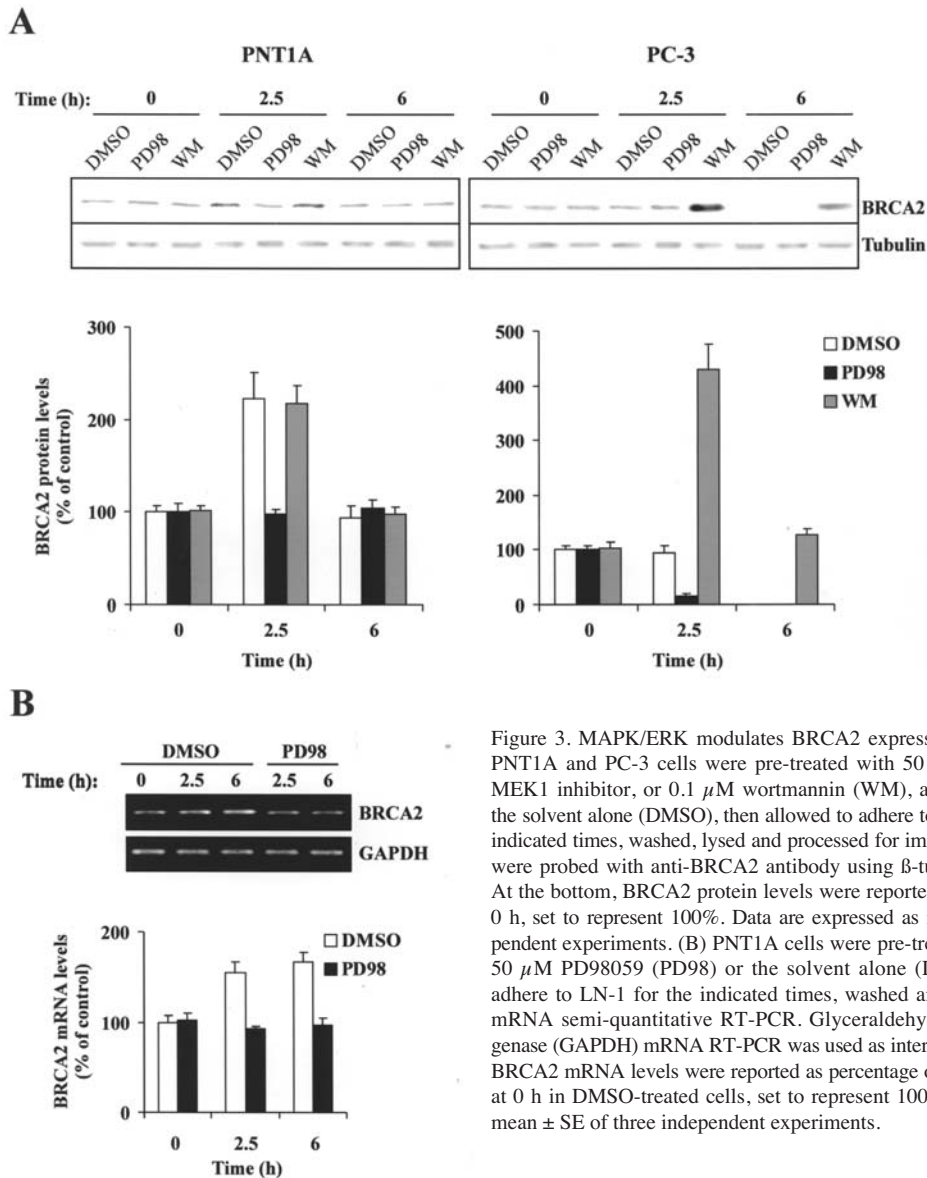 A
PNT1A PC-3
Time (h): 0 2.5 6 0 2.5 6
DMSO PD98 WM DMSO PD98 WM DMSO PD98 WM DMSO PD98 WM DMSO PD98 WM DMSO PD98 WM
BRCA2
Tubulin
BRCA2 protein levels
(% of control)
300
200
100
0
0 2.5 6
Time (h)
500
400
300
200
100
0
0 2.5 6
Time (h)
DMSO
PD98
WM
B
DMSO PD98
Time (h): 0 2.5 6 2.5 6
BRCA2
GAPDH
BRCA2 mRNA levels
(% of control)
200
100
0
0 2.5 6
Time (h)
DMSO
PD98
Figure 3. MAPK/ERK modulates BRCA2 express
PNT1A and PC-3 cells were pre-treated with 50
MEK1 inhibitor, or 0.1 µM wortmannin (WM), a
the solvent alone (DMSO), then allowed to adhere to
indicated times, washed, lysed and processed for im
were probed with anti-BRCA2 antibody using ß-tu
At the bottom, BRCA2 protein levels were reporte
0 h, set to represent 100%. Data are expressed as
pendent experiments. (B) PNT1A cells were pre-tre
50 µM PD98059 (PD98) or the solvent alone (
adhere to LN-1 for the indicated times, washed a
mRNA semi-quantitative RT-PCR. Glyceraldehy
genase (GAPDH) mRNA RT-PCR was used as inter
BRCA2 mRNA levels were reported as percentage
at 0 h in DMSO-treated cells, set to represent 100
mean ± SE of three independent experiments.